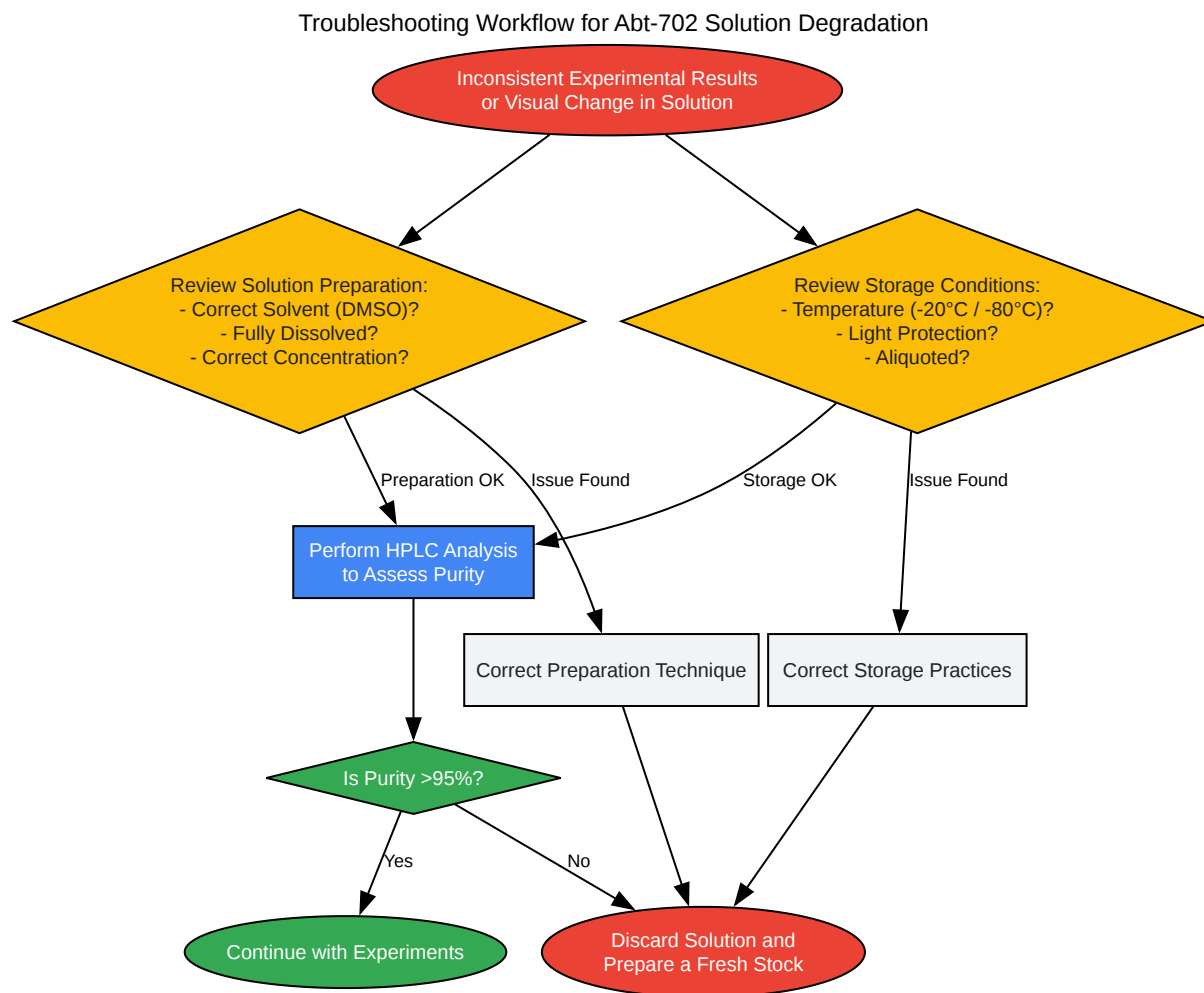 Troubleshooting Workflow for Abt-702 Solution Degradation
Inconsistent Experimental Results
or Visual Change in Solution
Review Solution Preparation:
- Correct Solvent (DMSO)?
- Fully Dissolved?
- Correct Concentration?
Review Storage Conditions:
- Temperature (-20°C / -80°C)?
- Light Protection?
- Aliquoted?
Preparation OK
Issue Found
Storage OK
Issue Found
Perform HPLC Analysis
to Assess Purity
Correct Preparation Technique
Correct Storage Practices
Is Purity >95%?
Yes
No
Continue with Experiments
Discard Solution and
Prepare a Fresh Stock